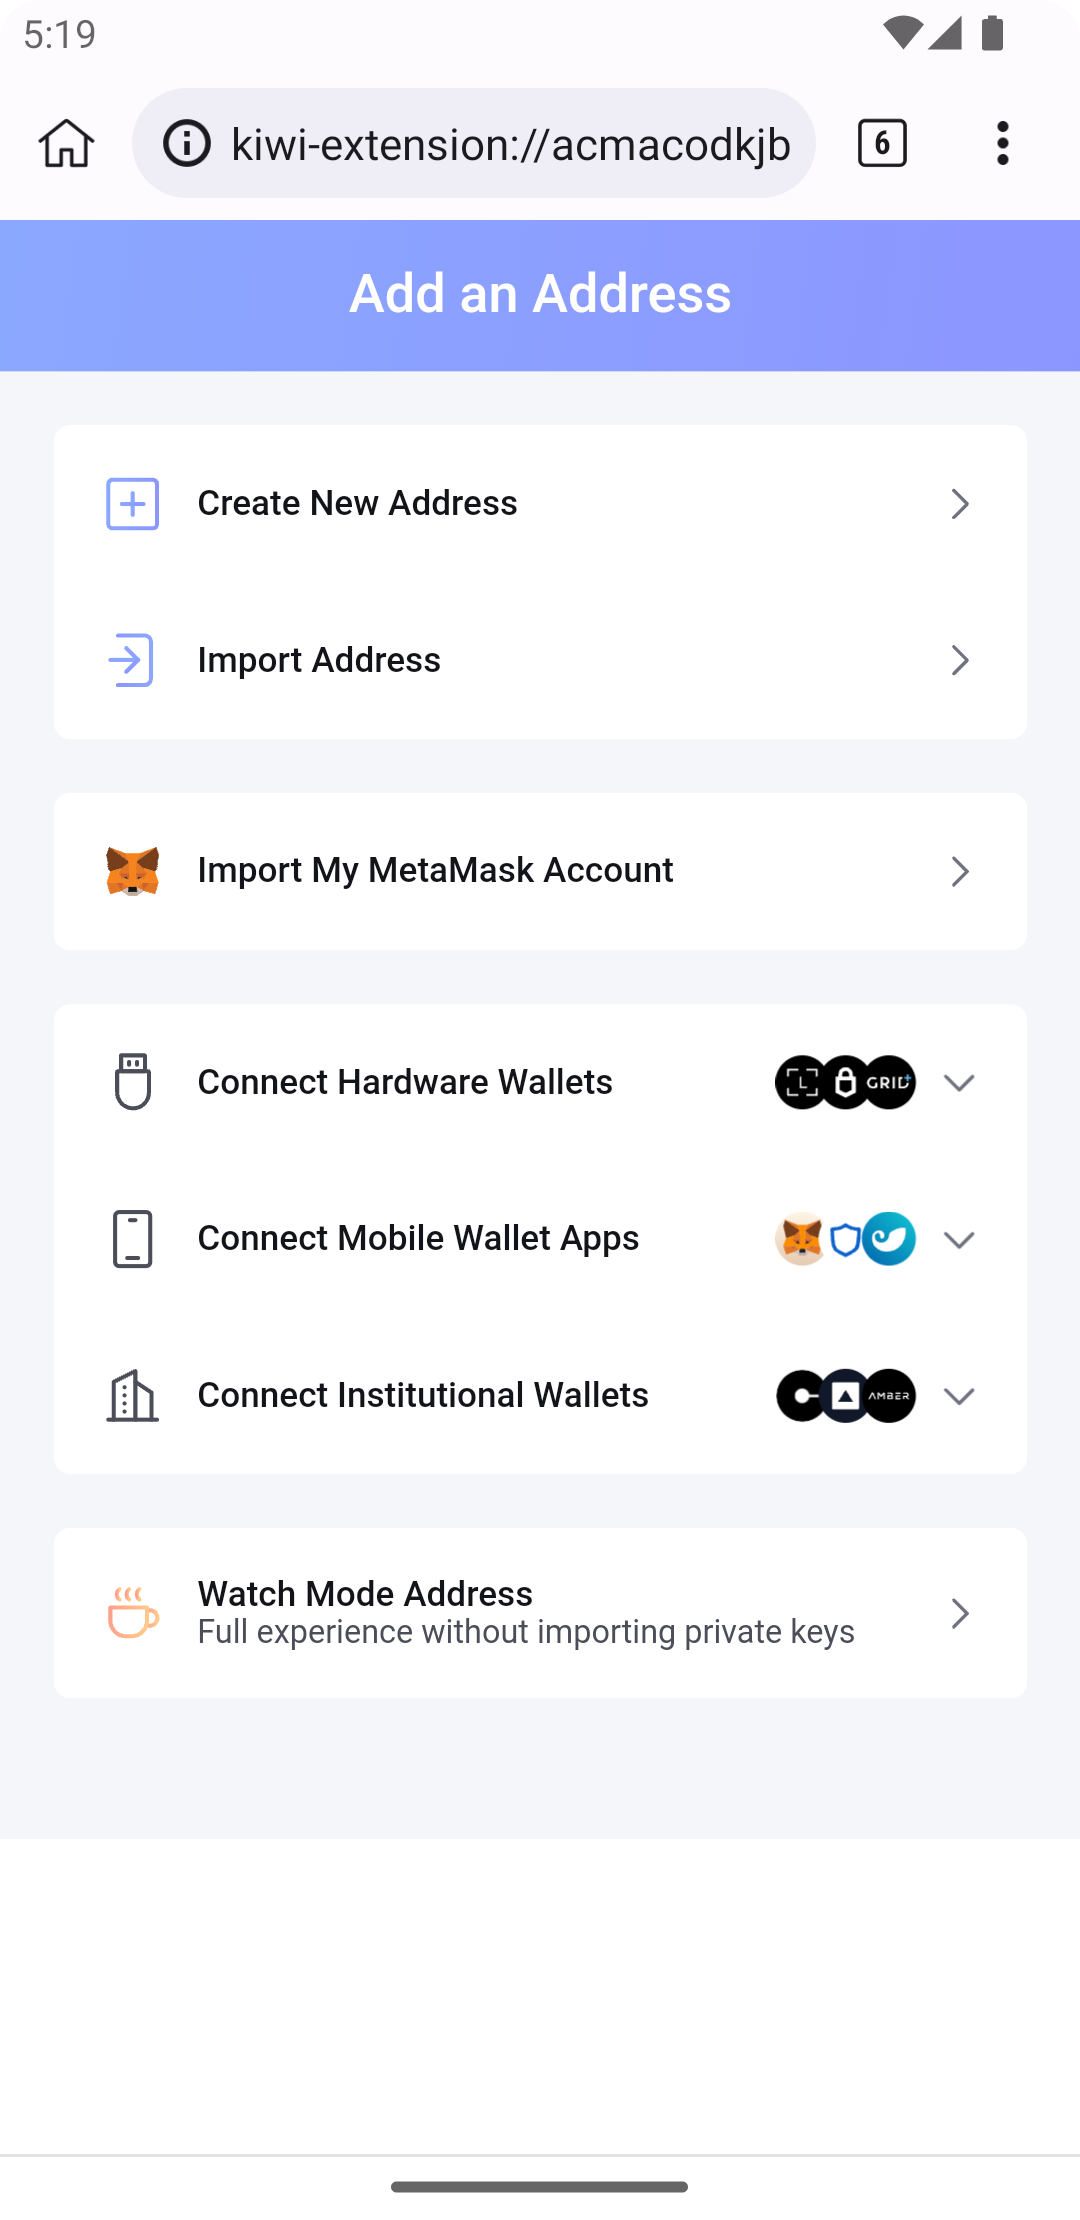 5:19
kiwi-extension://acmacodkjb
6
Add an Address
Create New Address
Import Address
Import My MetaMask Account
Connect Hardware Wallets
L GRID+
Connect Mobile Wallet Apps
Connect Institutional Wallets
AMBER
Watch Mode Address
Full experience without importing private keys